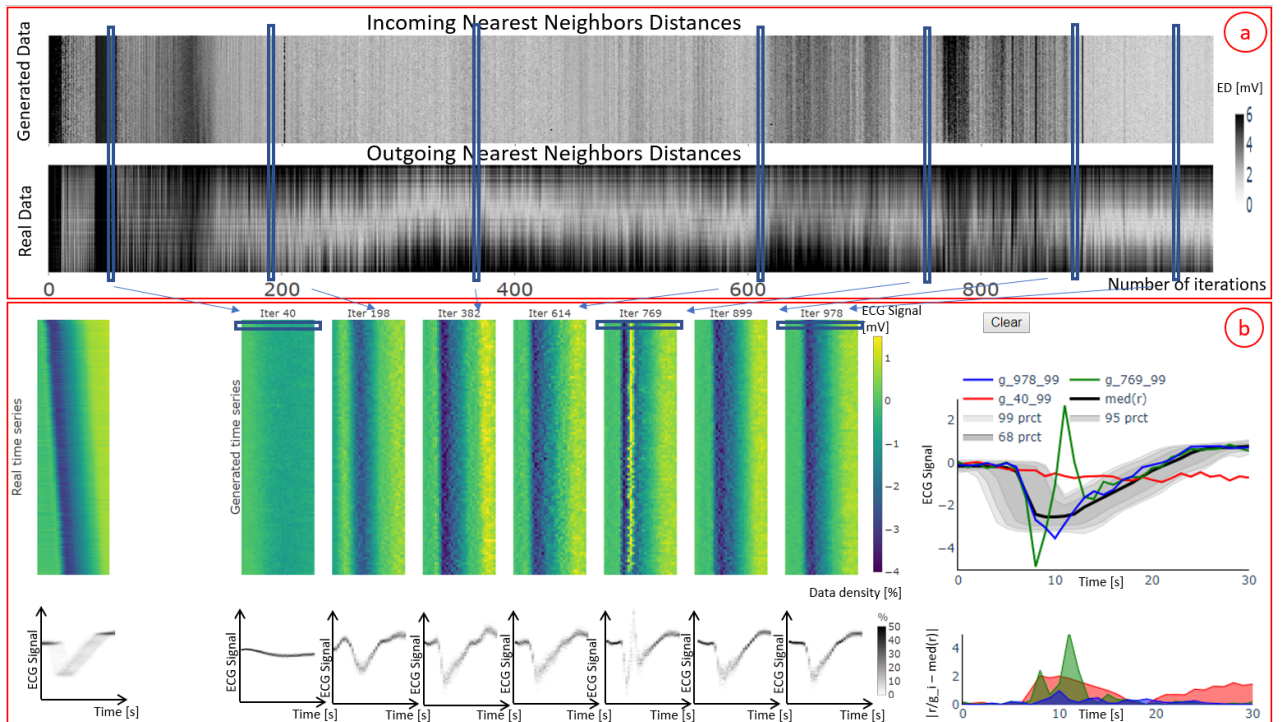 Incoming Nearest Neighbors Distances
a
Generated Data
ED [mV]
6
4
2
0
Outgoing Nearest Neighbors Distances
Real Data
0 200 400 600 800 Number of iterations
Iter 40 Iter 198 Iter 382 Iter 614 Iter 769 Iter 899 Iter 978
ECG Signal
[mV]
Clear
b
Real time series
Generated time series
1
0
−1
−2
−3
−4
g_978_99 g_769_99
g_40_99 med(r)
99 prct 95 prct
68 prct
ECG Signal
2
0
−2
−4
0 10 20 30
Time [s]
Data density [%]
%
50
40
30
20
10
0
ECG Signal ECG Signal ECG Signal ECG Signal ECG Signal ECG Signal ECG Signal ECG Signal
Time [s] Time [s] Time [s] Time [s] Time [s] Time [s] Time [s] Time [s]
| r/g_i − med(r)|
4
2
0
0 10 20 30
Time [s]